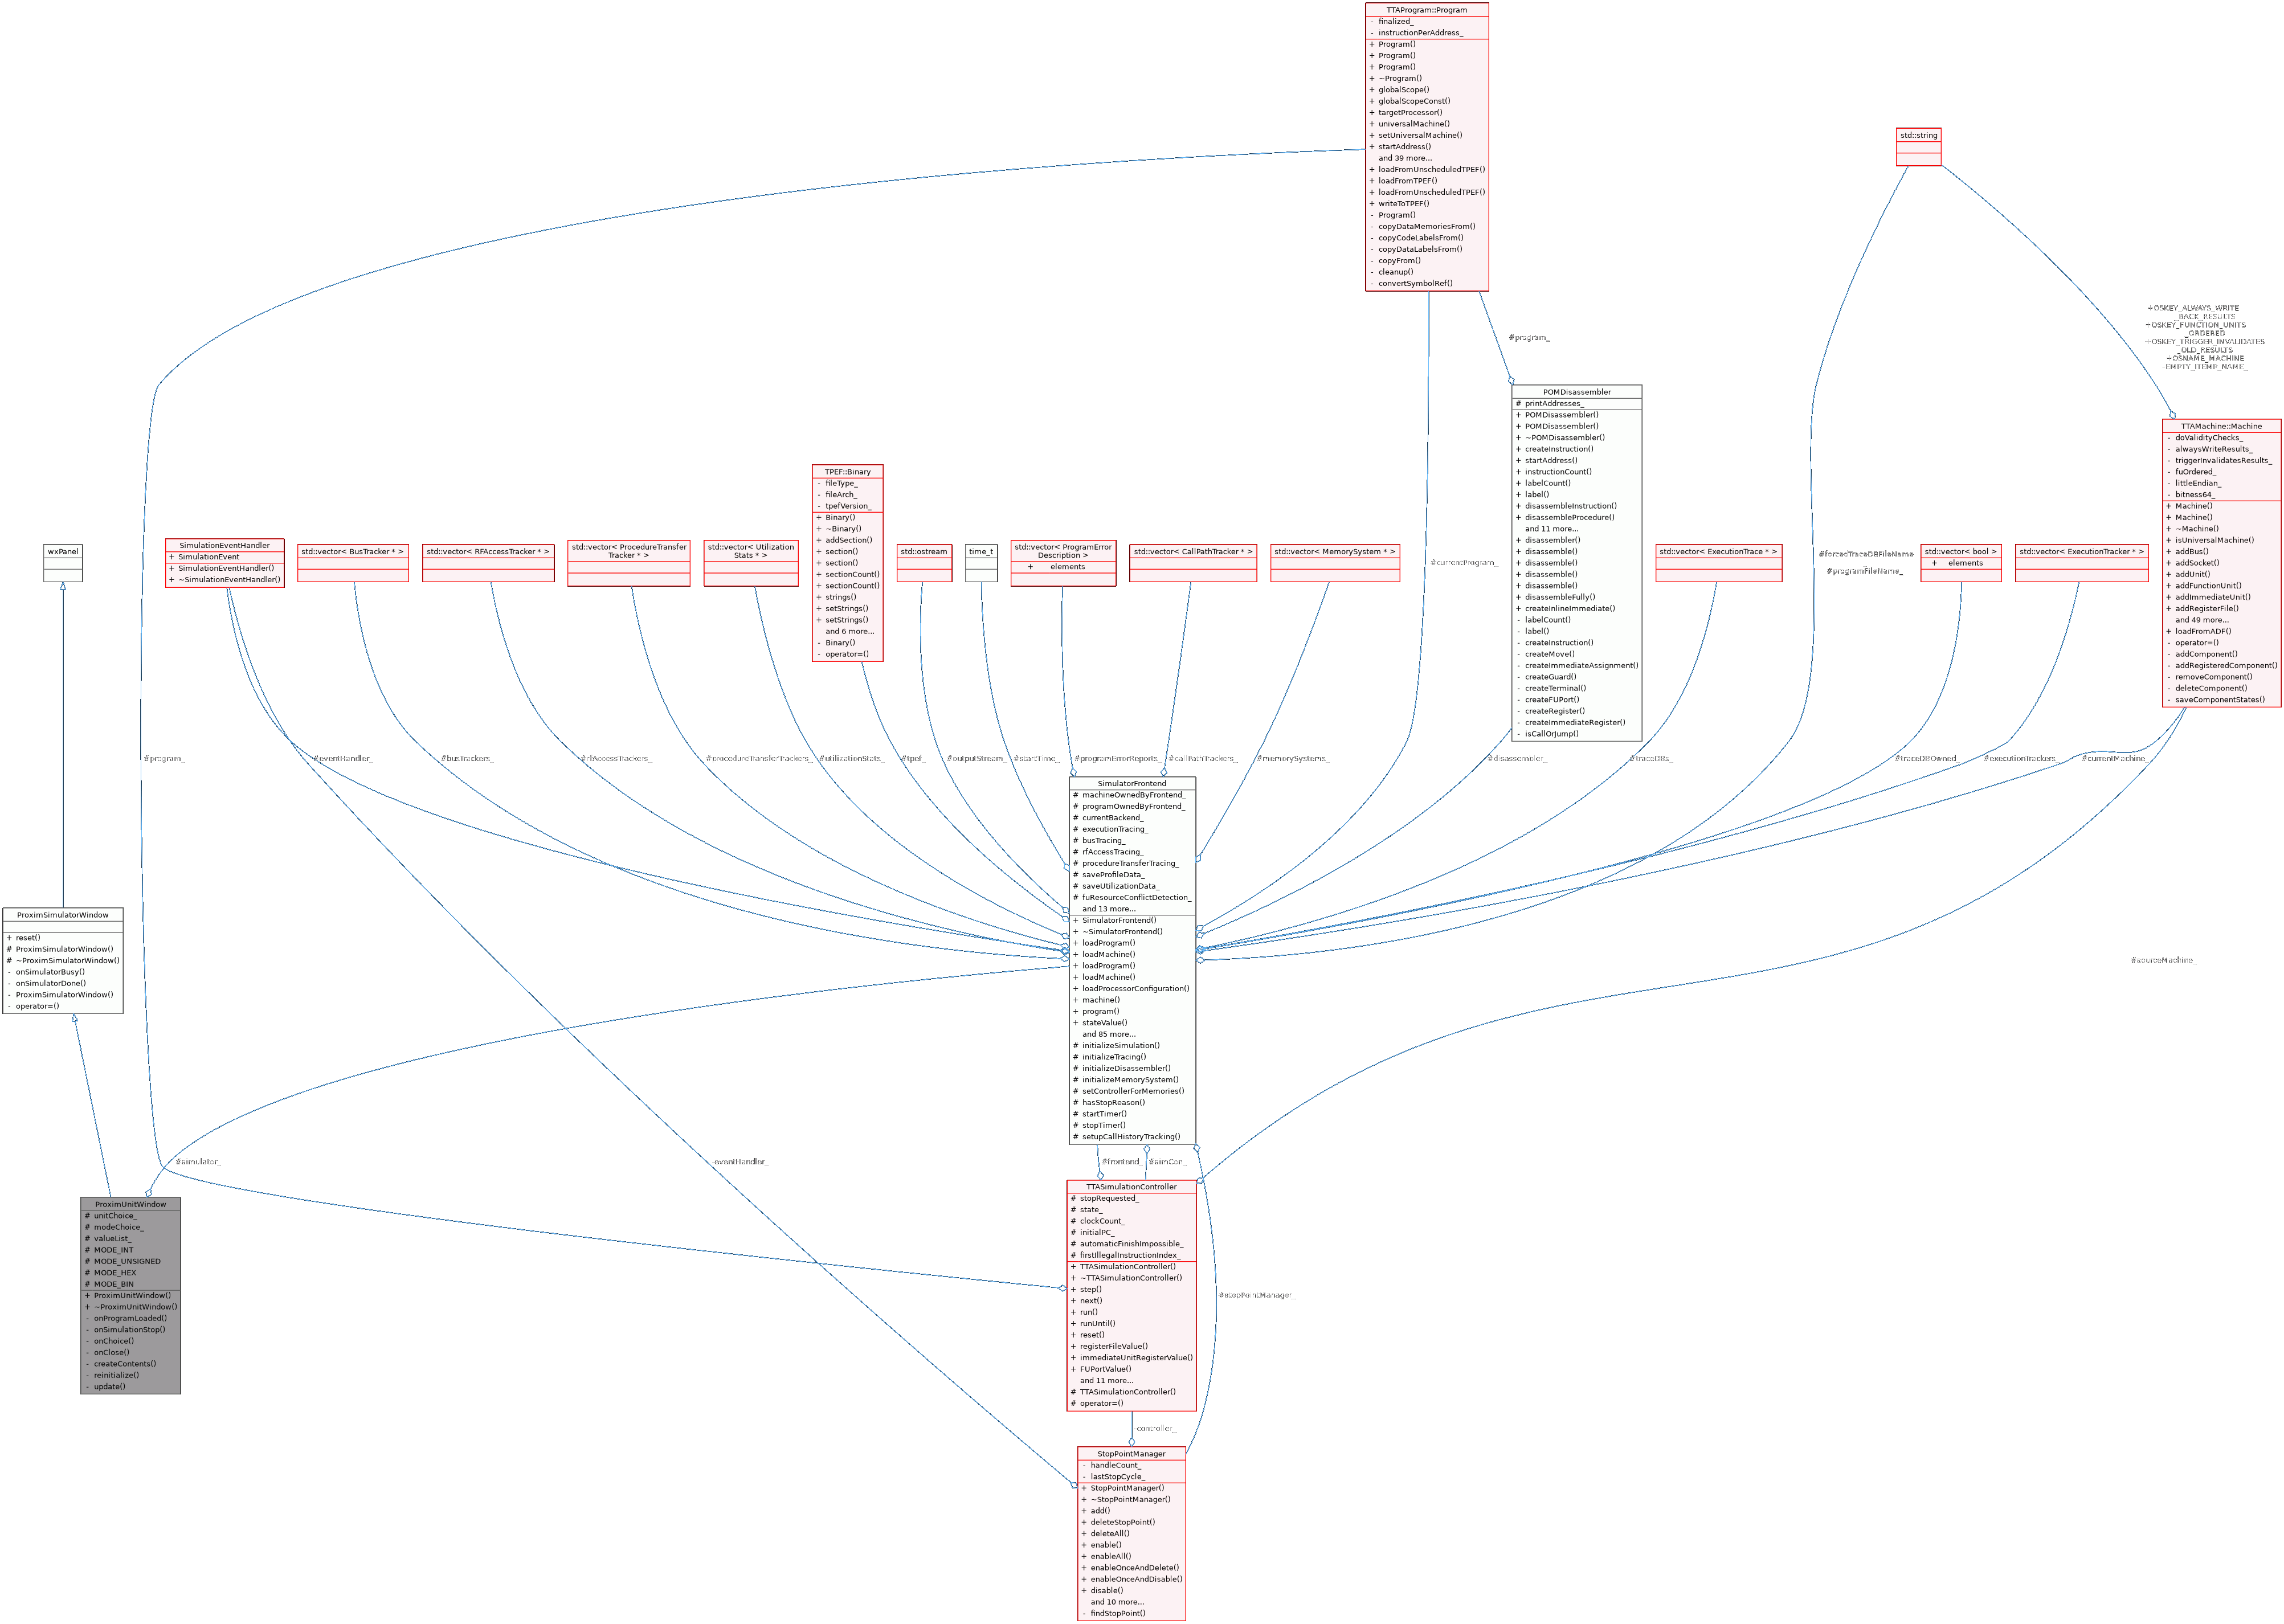 TTAProgram::Program
- finalized_
- instructionPerAddress_
+ Program()
+ Program()
+ Program()
+ ~Program()
+ globalScope()
+ globalScopeConst()
+ targetProcessor()
+ universalMachine()
+ setUniversalMachine()
+ startAddress()
and 39 more...
+ loadFromUnscheduledTPEF()
+ loadFromTPEF()
+ loadFromUnscheduledTPEF()
+ writeToTPEF()
- Program()
- copyDataMemoriesFrom()
- copyCodeLabelsFrom()
- copyDataLabelsFrom()
- copyFrom()
- cleanup()
- convertSymbolRef()
std::string
+OSKEY_ALWAYS_WRITE
_BACK_RESULTS
+OSKEY_FUNCTION_UNITS
_ORDERED
+OSKEY_TRIGGER_INVALIDATES
_OLD_RESULTS
+OSNAME_MACHINE
-EMPTY_ITEMP_NAME_
#program_
POMDisassembler
# printAddresses_
+ POMDisassembler()
+ POMDisassembler()
+ ~POMDisassembler()
+ createInstruction()
+ startAddress()
+ instructionCount()
+ labelCount()
+ label()
+ disassembleInstruction()
+ disassembleProcedure()
and 11 more...
+ disassembler()
+ disassemble()
+ disassemble()
+ disassemble()
+ disassemble()
+ disassembleFully()
+ createInlineImmediate()
- labelCount()
- label()
- createInstruction()
- createMove()
- createImmediateAssignment()
- createGuard()
- createTerminal()
- createFUPort()
- createRegister()
- createImmediateRegister()
- isCallOrJump()
TTAMachine::Machine
- doValidityChecks_
- alwaysWriteResults_
- triggerInvalidatesResults_
- fuOrdered_
- littleEndian_
- bitness64_
+ Machine()
+ Machine()
+ ~Machine()
+ isUniversalMachine()
+ addBus()
+ addSocket()
+ addUnit()
+ addFunctionUnit()
+ addImmediateUnit()
+ addRegisterFile()
and 49 more...
+ loadFromADF()
- operator=()
- addComponent()
- addRegisteredComponent()
- removeComponent()
- deleteComponent()
- saveComponentStates()
TPEF::Binary
- fileType_
- fileArch_
- tpefVersion_
+ Binary()
+ ~Binary()
+ addSection()
+ section()
+ section()
+ sectionCount()
+ sectionCount()
+ strings()
+ setStrings()
+ setStrings()
and 6 more...
- Binary()
- operator=()
wxPanel
SimulationEventHandler
+ SimulationEvent
+ SimulationEventHandler()
+ ~SimulationEventHandler()
std::vector< BusTracker * >
std::vector< RFAccessTracker * >
std::vector< ProcedureTransfer
Tracker * >
std::vector< Utilization
Stats * >
std::ostream
time_t
std::vector< ProgramError
Description >
+ elements
std::vector< CallPathTracker * >
std::vector< MemorySystem * >
#currentProgram_
std::vector< ExecutionTrace * >
#forcedTraceDBFileName_
#programFileName_
std::vector< bool >
+ elements
std::vector< ExecutionTracker * >
#program_
#eventHandler_
#busTrackers_
#rfAccessTrackers_
#procedureTransferTrackers_
#utilizationStats_
#tpef_
#outputStream_
#startTime_
#programErrorReports_
#callPathTrackers_
#memorySystems_
#disassembler_
#traceDBs_
#traceDBOwned_
#executionTrackers_
#currentMachine_
SimulatorFrontend
# machineOwnedByFrontend_
# programOwnedByFrontend_
# currentBackend_
# executionTracing_
# busTracing_
# rfAccessTracing_
# procedureTransferTracing_
# saveProfileData_
# saveUtilizationData_
# fuResourceConflictDetection_
and 13 more...
+ SimulatorFrontend()
+ ~SimulatorFrontend()
+ loadProgram()
+ loadMachine()
+ loadProgram()
+ loadMachine()
+ loadProcessorConfiguration()
+ machine()
+ program()
+ stateValue()
and 85 more...
# initializeSimulation()
# initializeTracing()
# initializeDisassembler()
# initializeMemorySystem()
# setControllerForMemories()
# hasStopReason()
# startTimer()
# stopTimer()
# setupCallHistoryTracking()
ProximSimulatorWindow
+ reset()
# ProximSimulatorWindow()
# ~ProximSimulatorWindow()
- onSimulatorBusy()
- onSimulatorDone()
- ProximSimulatorWindow()
- operator=()
#sourceMachine_
#simulator_
-eventHandler_
#frontend_
#simCon_
ProximUnitWindow
# unitChoice_
# modeChoice_
# valueList_
# MODE_INT
# MODE_UNSIGNED
# MODE_HEX
# MODE_BIN
+ ProximUnitWindow()
+ ~ProximUnitWindow()
- onProgramLoaded()
- onSimulationStop()
- onChoice()
- onClose()
- createContents()
- reinitialize()
- update()
TTASimulationController
# stopRequested_
# state_
# clockCount_
# initialPC_
# automaticFinishImpossible_
# firstIllegalInstructionIndex_
+ TTASimulationController()
+ ~TTASimulationController()
+ step()
+ next()
+ run()
+ runUntil()
+ reset()
+ registerFileValue()
+ immediateUnitRegisterValue()
+ FUPortValue()
and 11 more...
# TTASimulationController()
# operator=()
#stopPointManager_
-controller_
StopPointManager
- handleCount_
- lastStopCycle_
+ StopPointManager()
+ ~StopPointManager()
+ add()
+ deleteStopPoint()
+ deleteAll()
+ enable()
+ enableAll()
+ enableOnceAndDelete()
+ enableOnceAndDisable()
+ disable()
and 10 more...
- findStopPoint()